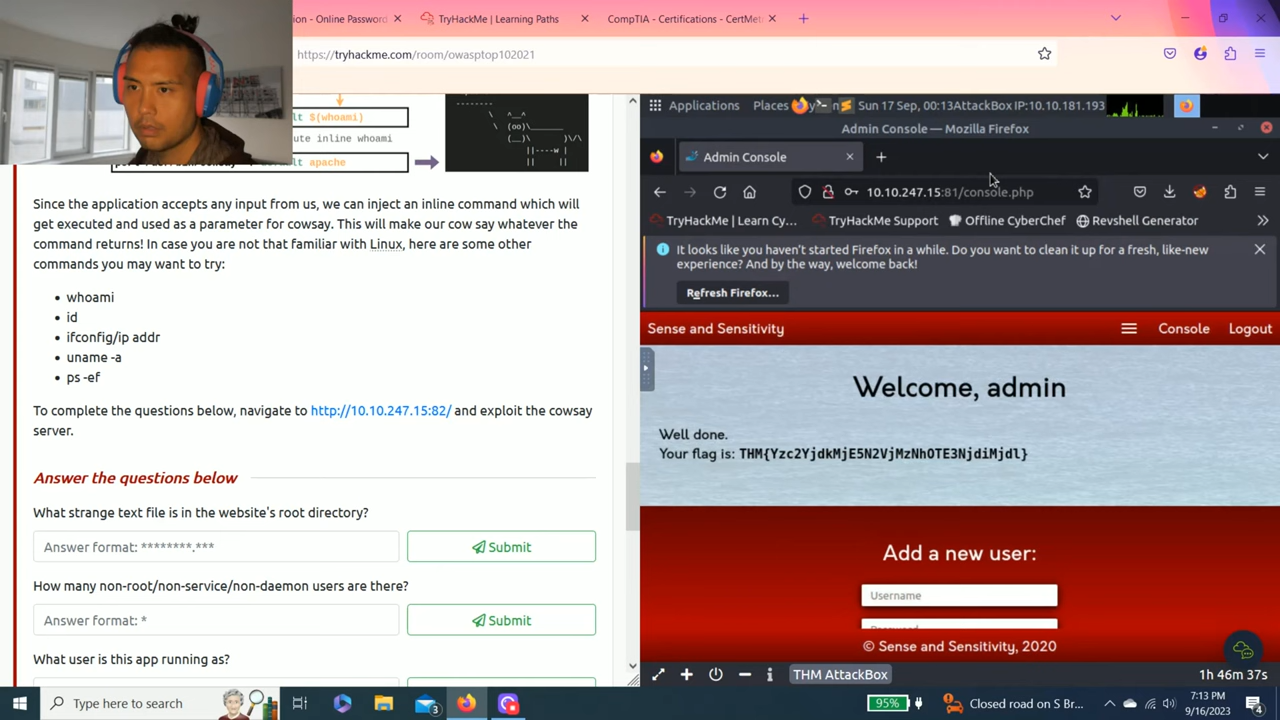 ion - Online Password
TryHackMe | Learning Paths
CompTIA - Certifications - CertMet
https://tryhackme.com/room/owasptop102021
lt $(whoami)
ute inline whoami
lt apache
Since the application accepts any input from us, we can inject an inline command which will
get executed and used as a parameter for cowsay. This will make our cow say whatever the
command returns! In case you are not that familiar with Linux, here are some other
commands you may want to try:
• whoami
• id
• ifconfig/ip addr
• uname -a
• ps -ef
To complete the questions below, navigate to http://10.10.247.15:82/ and exploit the cowsay
server.
Answer the questions below
What strange text file is in the website's root directory?
Answer format: ********.***
Submit
How many non-root/non-service/non-daemon users are there?
Answer format: *
Submit
What user is this app running as?
Applications
Places
Sun 17 Sep, 00:13
AttackBox IP:10.10.181.193
Admin Console — Mozilla Firefox
Admin Console
10.10.247.15:81/console.php
TryHackMe | Learn Cy...
TryHackMe Support
Offline CyberChef
Revshell Generator
It looks like you haven't started Firefox in a while. Do you want to clean it up for a fresh, like-new
experience? And by the way, welcome back!
Refresh Firefox...
Sense and Sensitivity
Console
Logout
Welcome, admin
Well done.
Your flag is: THM{Yzc2YjdkMjE5N2VjMzNhOTE3NjdiMjdl}
Add a new user:
Username
© Sense and Sensitivity, 2020
THM AttackBox
1h 46m 37s
Type here to search
3
95%
Closed road on S Br...
7:13 PM
9/16/2023
4